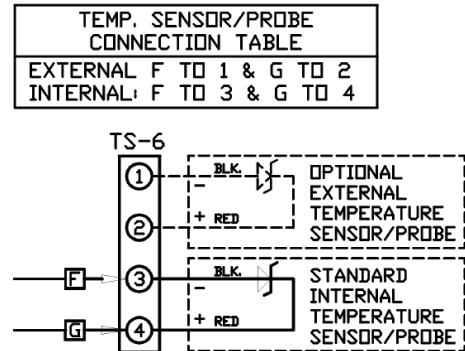 TEMP. SENSOR/PROBE
CONNECTION TABLE
EXTERNAL F TO 1 & G TO 2
INTERNAL: F TO 3 & G TO 4
TS-6
1
BLK.
-
OPTIONAL
EXTERNAL
TEMPERATURE
SENSOR/PROBE
2
+ RED
F
3
BLK.
-
STANDARD
INTERNAL
TEMPERATURE
SENSOR/PROBE
G
4
+ RED